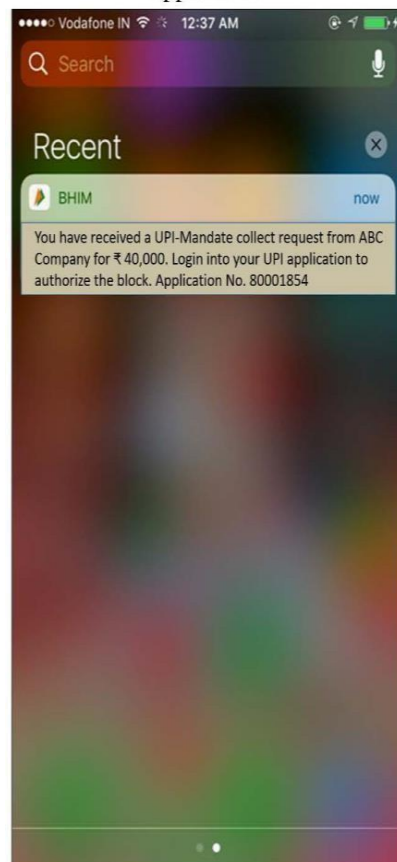 Vodafone IN 12:37 AM
Search
Recent
BHIM now
You have received a UPI-Mandate collect request from ABC
Company for ₹ 40,000. Login into your UPI application to
authorize the block. Application No. 80001854